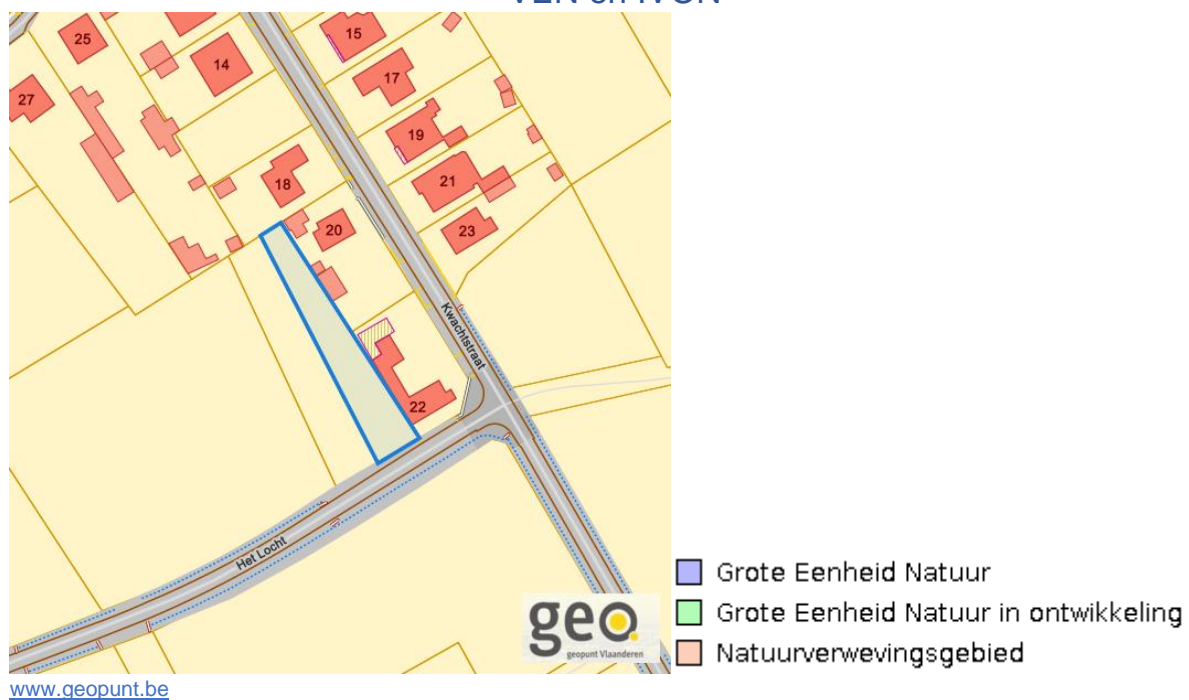 VEN en IVON
25
14
15
17
27
19
18
21
20
23
Kwachtstraat
22
Het Locht
geo
geopunt Vlaanderen
Grote Eenheid Natuur
Grote Eenheid Natuur in ontwikkeling
Natuurverwevingsgebied
www.geopunt.be